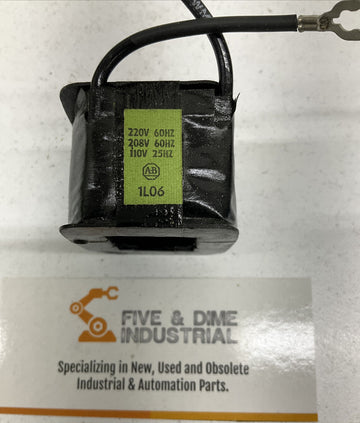 220V 60HZ
208V 60HZ
110V 25HZ
AB
1L06
FIVE & DIME
INDUSTRIAL
Specializing in New, Used and Obsolete
Industrial & Automation Parts.